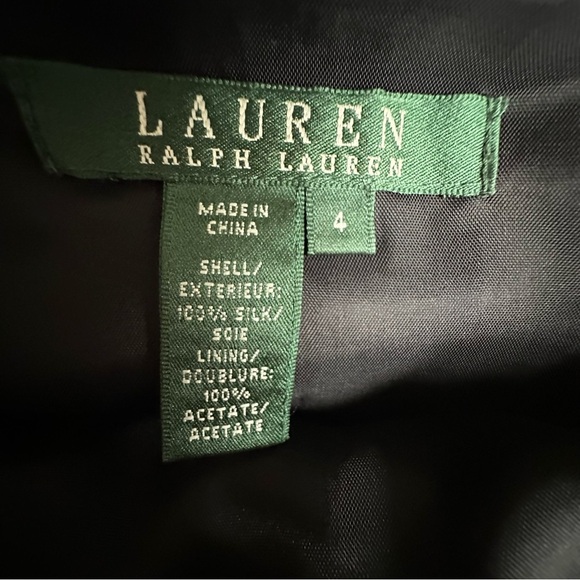 LAUREN
RALPH LAUREN
MADE IN
CHINA
4
SHELL/
EXTERIEUR:
100% SILK/
SOIE
LINING/
DOUBLURE:
100%
ACETATE/
ACETATE